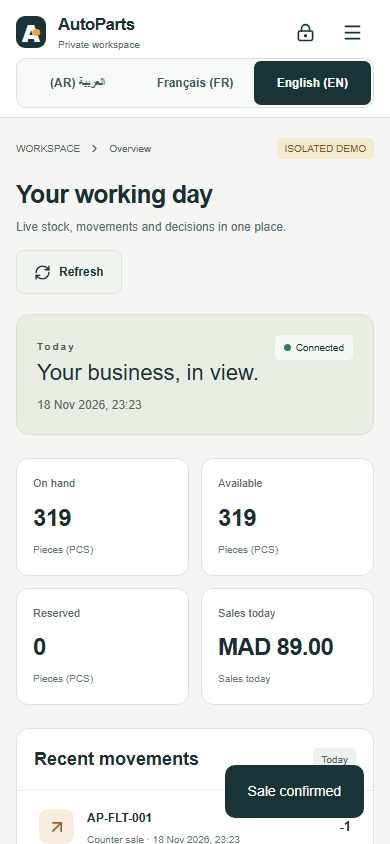 AutoParts
Private workspace
العربية (AR)
Français (FR)
English (EN)
WORKSPACE > Overview
ISOLATED DEMO
Your working day
Live stock, movements and decisions in one place.
Refresh
Today
Connected
Your business, in view.
18 Nov 2026, 23:23
On hand
319
Pieces (PCS)
Available
319
Pieces (PCS)
Reserved
0
Pieces (PCS)
Sales today
MAD 89.00
Sales today
Recent movements
Today
Sale confirmed
AP-FLT-001
-1
Counter sale · 18 Nov 2026, 23:23